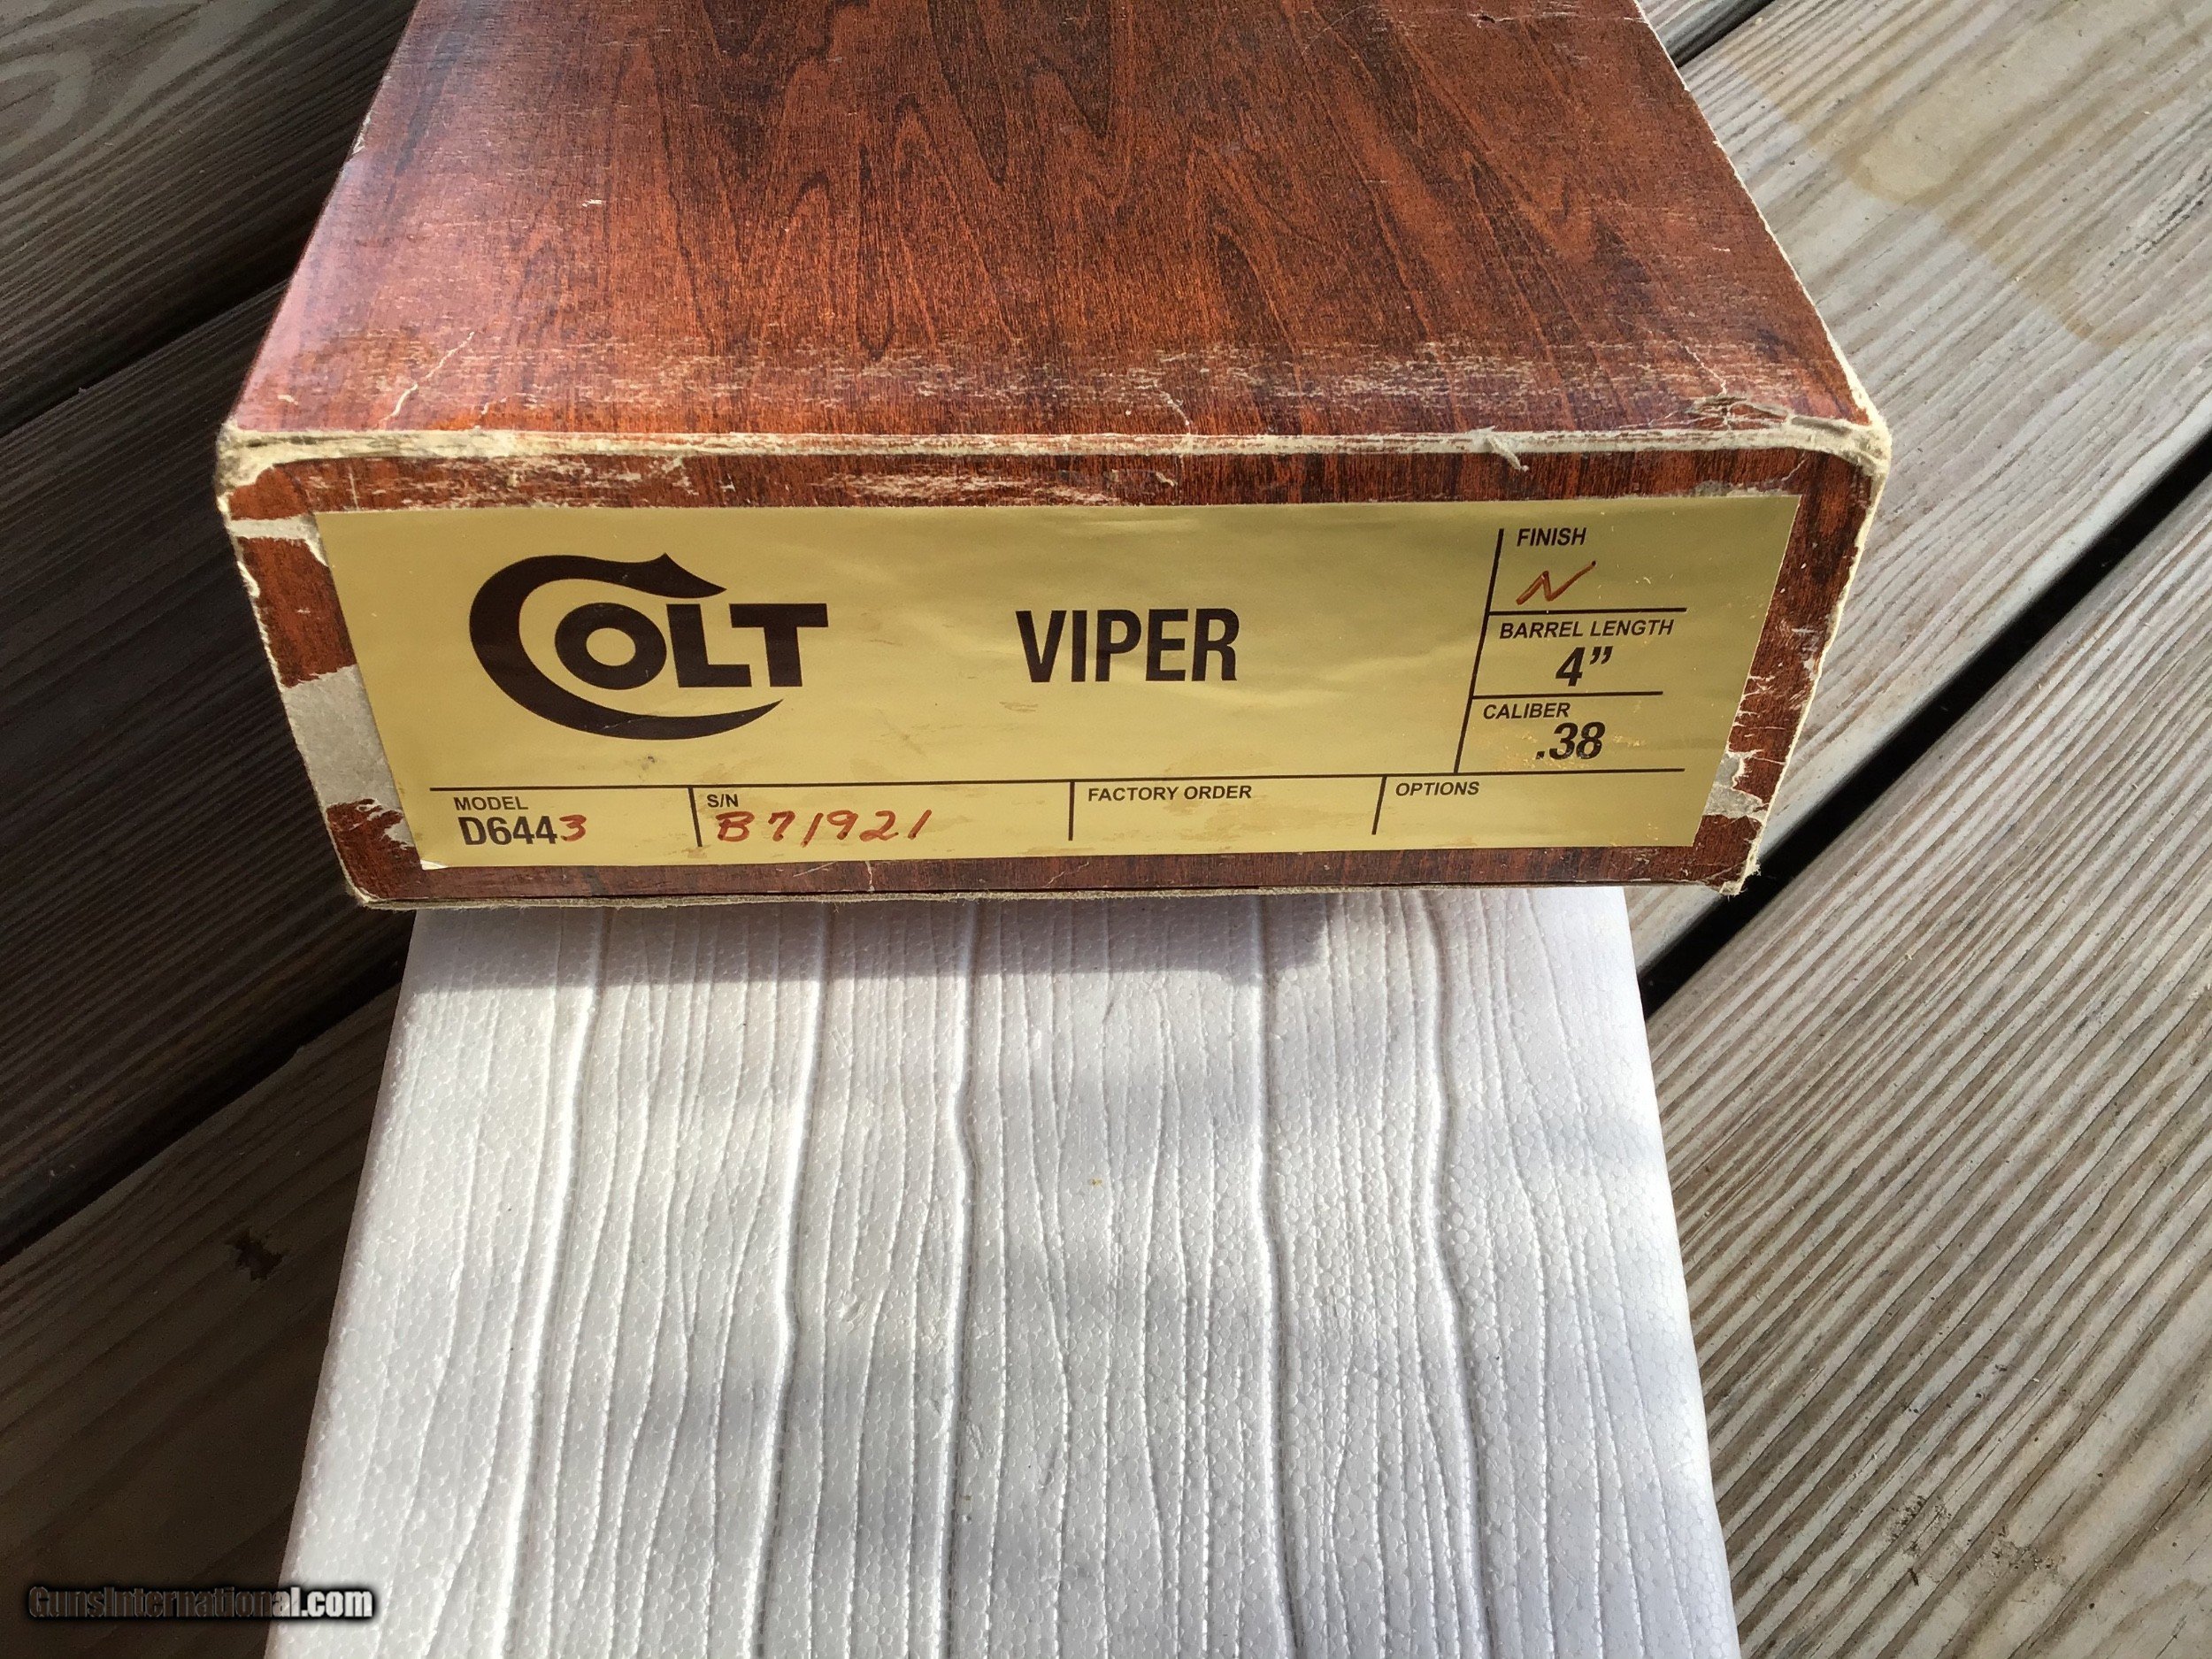 COLT VIPER
FINISH
N
BARREL LENGTH
4”
CALIBER
.38
MODEL
D6443
S/N
B71921
FACTORY ORDER
OPTIONS
GunsInternational.com